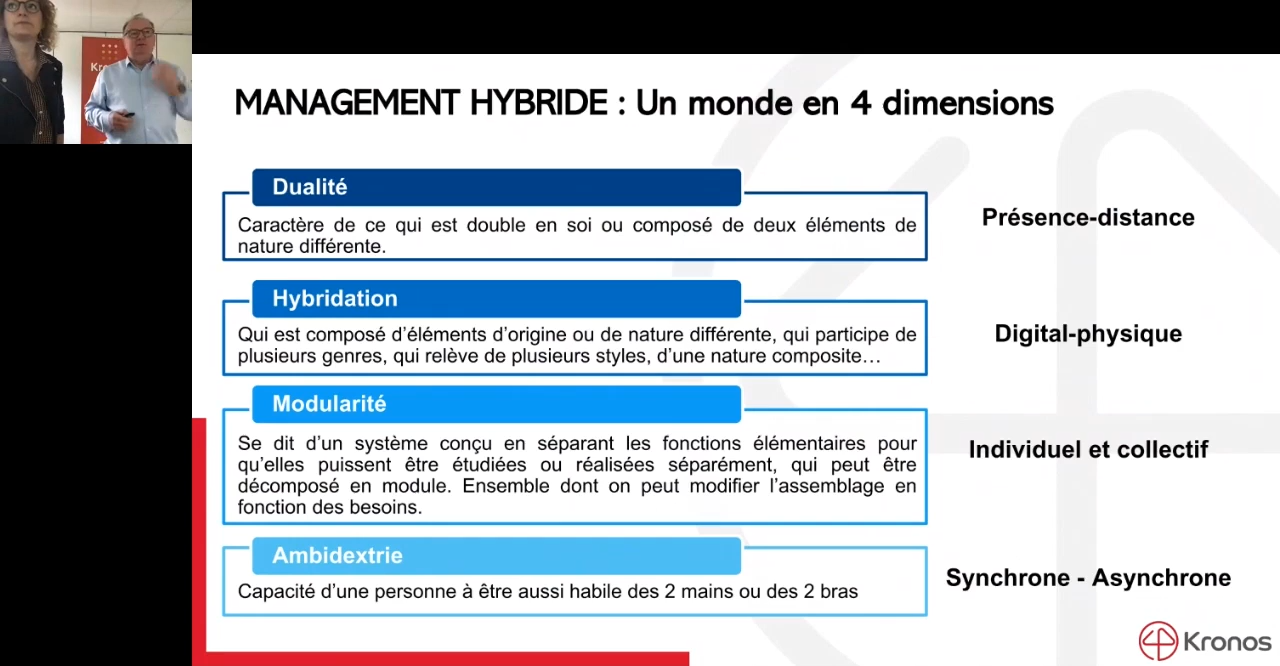 MANAGEMENT HYBRIDE : Un monde en 4 dimensions
Dualité
Caractère de ce qui est double en soi ou composé de deux éléments de
nature différente.
Présence-distance
Hybridation
Qui est composé d’éléments d’origine ou de nature différente, qui participe de
plusieurs genres, qui relève de plusieurs styles, d’une nature composite…
Digital-physique
Modularité
Se dit d’un système conçu en séparant les fonctions élémentaires pour
qu’elles puissent être étudiées ou réalisées séparément, qui peut être
décomposé en module. Ensemble dont on peut modifier l’assemblage en
fonction des besoins.
Individuel et collectif
Ambidextrie
Capacité d’une personne à être aussi habile des 2 mains ou des 2 bras
Synchrone - Asynchrone
Kronos